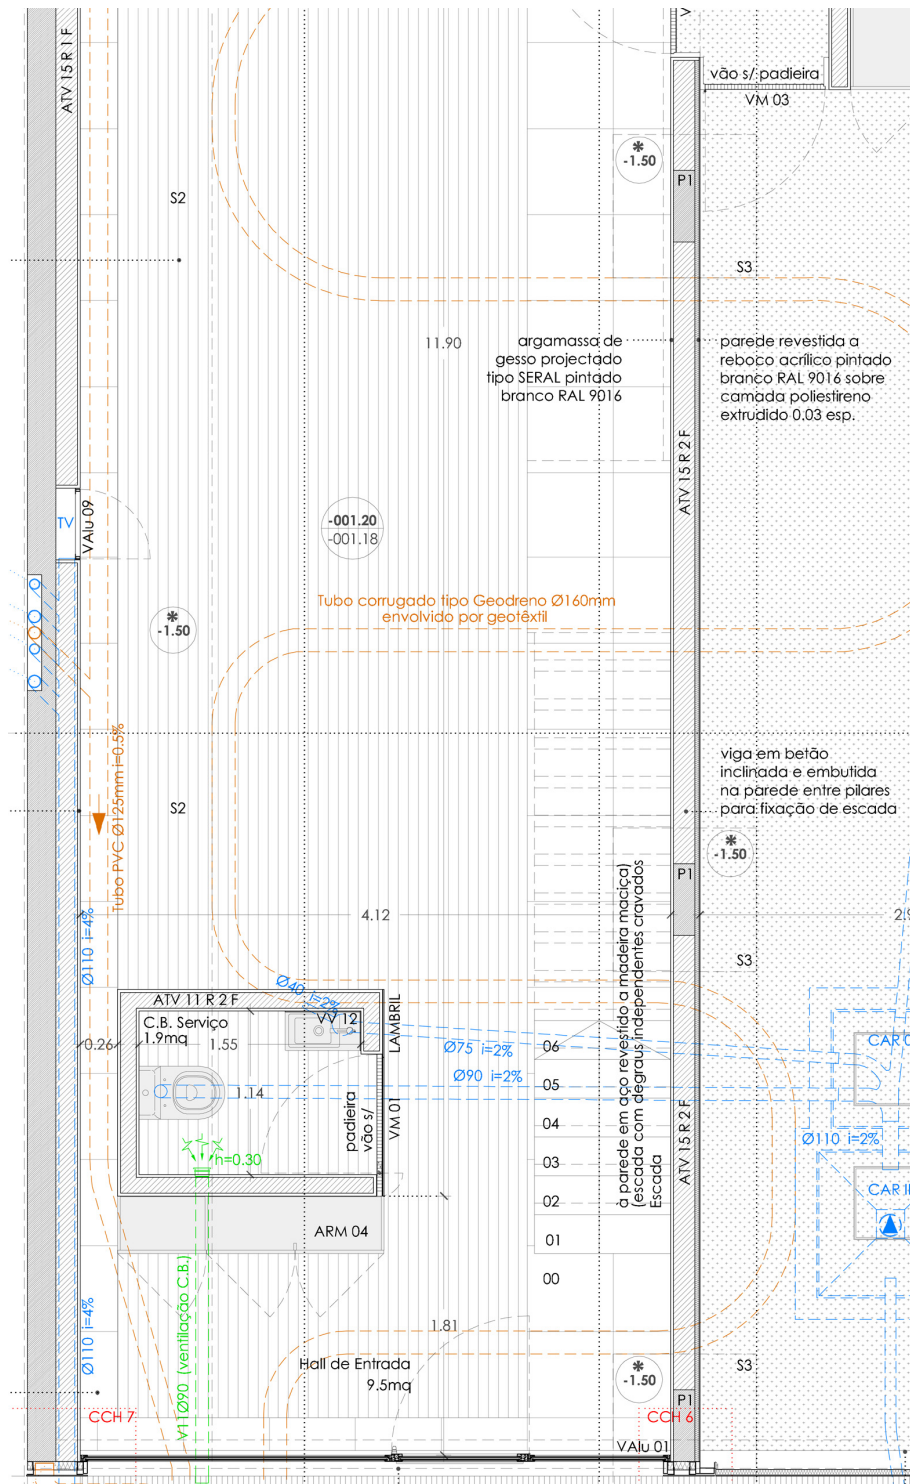 ATV 15 R 1 F
V
vão s/ padieira
VM 03
*
-1.50
P1
S2
S3
11.90
argamassa de
gesso projectado
tipo SERAL pintado
branco RAL 9016
parede revestida a
reboco acrílico pintado
branco RAL 9016 sobre
camada poliestireno
extrudido 0.03 esp.
ATV 15 R 2 F
TV
VAlu 09
-001.20
-001.18
Tubo corrugado tipo Geodreno Ø160mm
envolvido por geotêxtil
*
-1.50
Tubo PVC Ø125mm i=0.5%
viga em betão
inclinada e embutida
na parede entre pilares
para fixação de escada
S2
*
-1.50
P1
4.12
2.9
Escada
(escada com degraus independentes cravados
à parede em aço revestido a madeira maciça)
Ø110 i=4%
S3
ATV 11 R 2 F
Ø40 i=2%
LAMBRIL
C.B. Serviço
1.9mq
VV 12
0.26
1.55
Ø75 i=2%
06
CAR 0
Ø90 i=2%
05
1.14
vão s/
padieira
VM 01
04
ATV 15 R 2 F
Ø110 i=2%
h=0.30
03
02
CAR II
ARM 04
01
00
V11Ø90 (ventilação C.B.)
Ø110 i=4%
1.81
Hall de Entrada
9.5mq
*
-1.50
S3
P1
CCH 7
CCH 6
VAlu 01